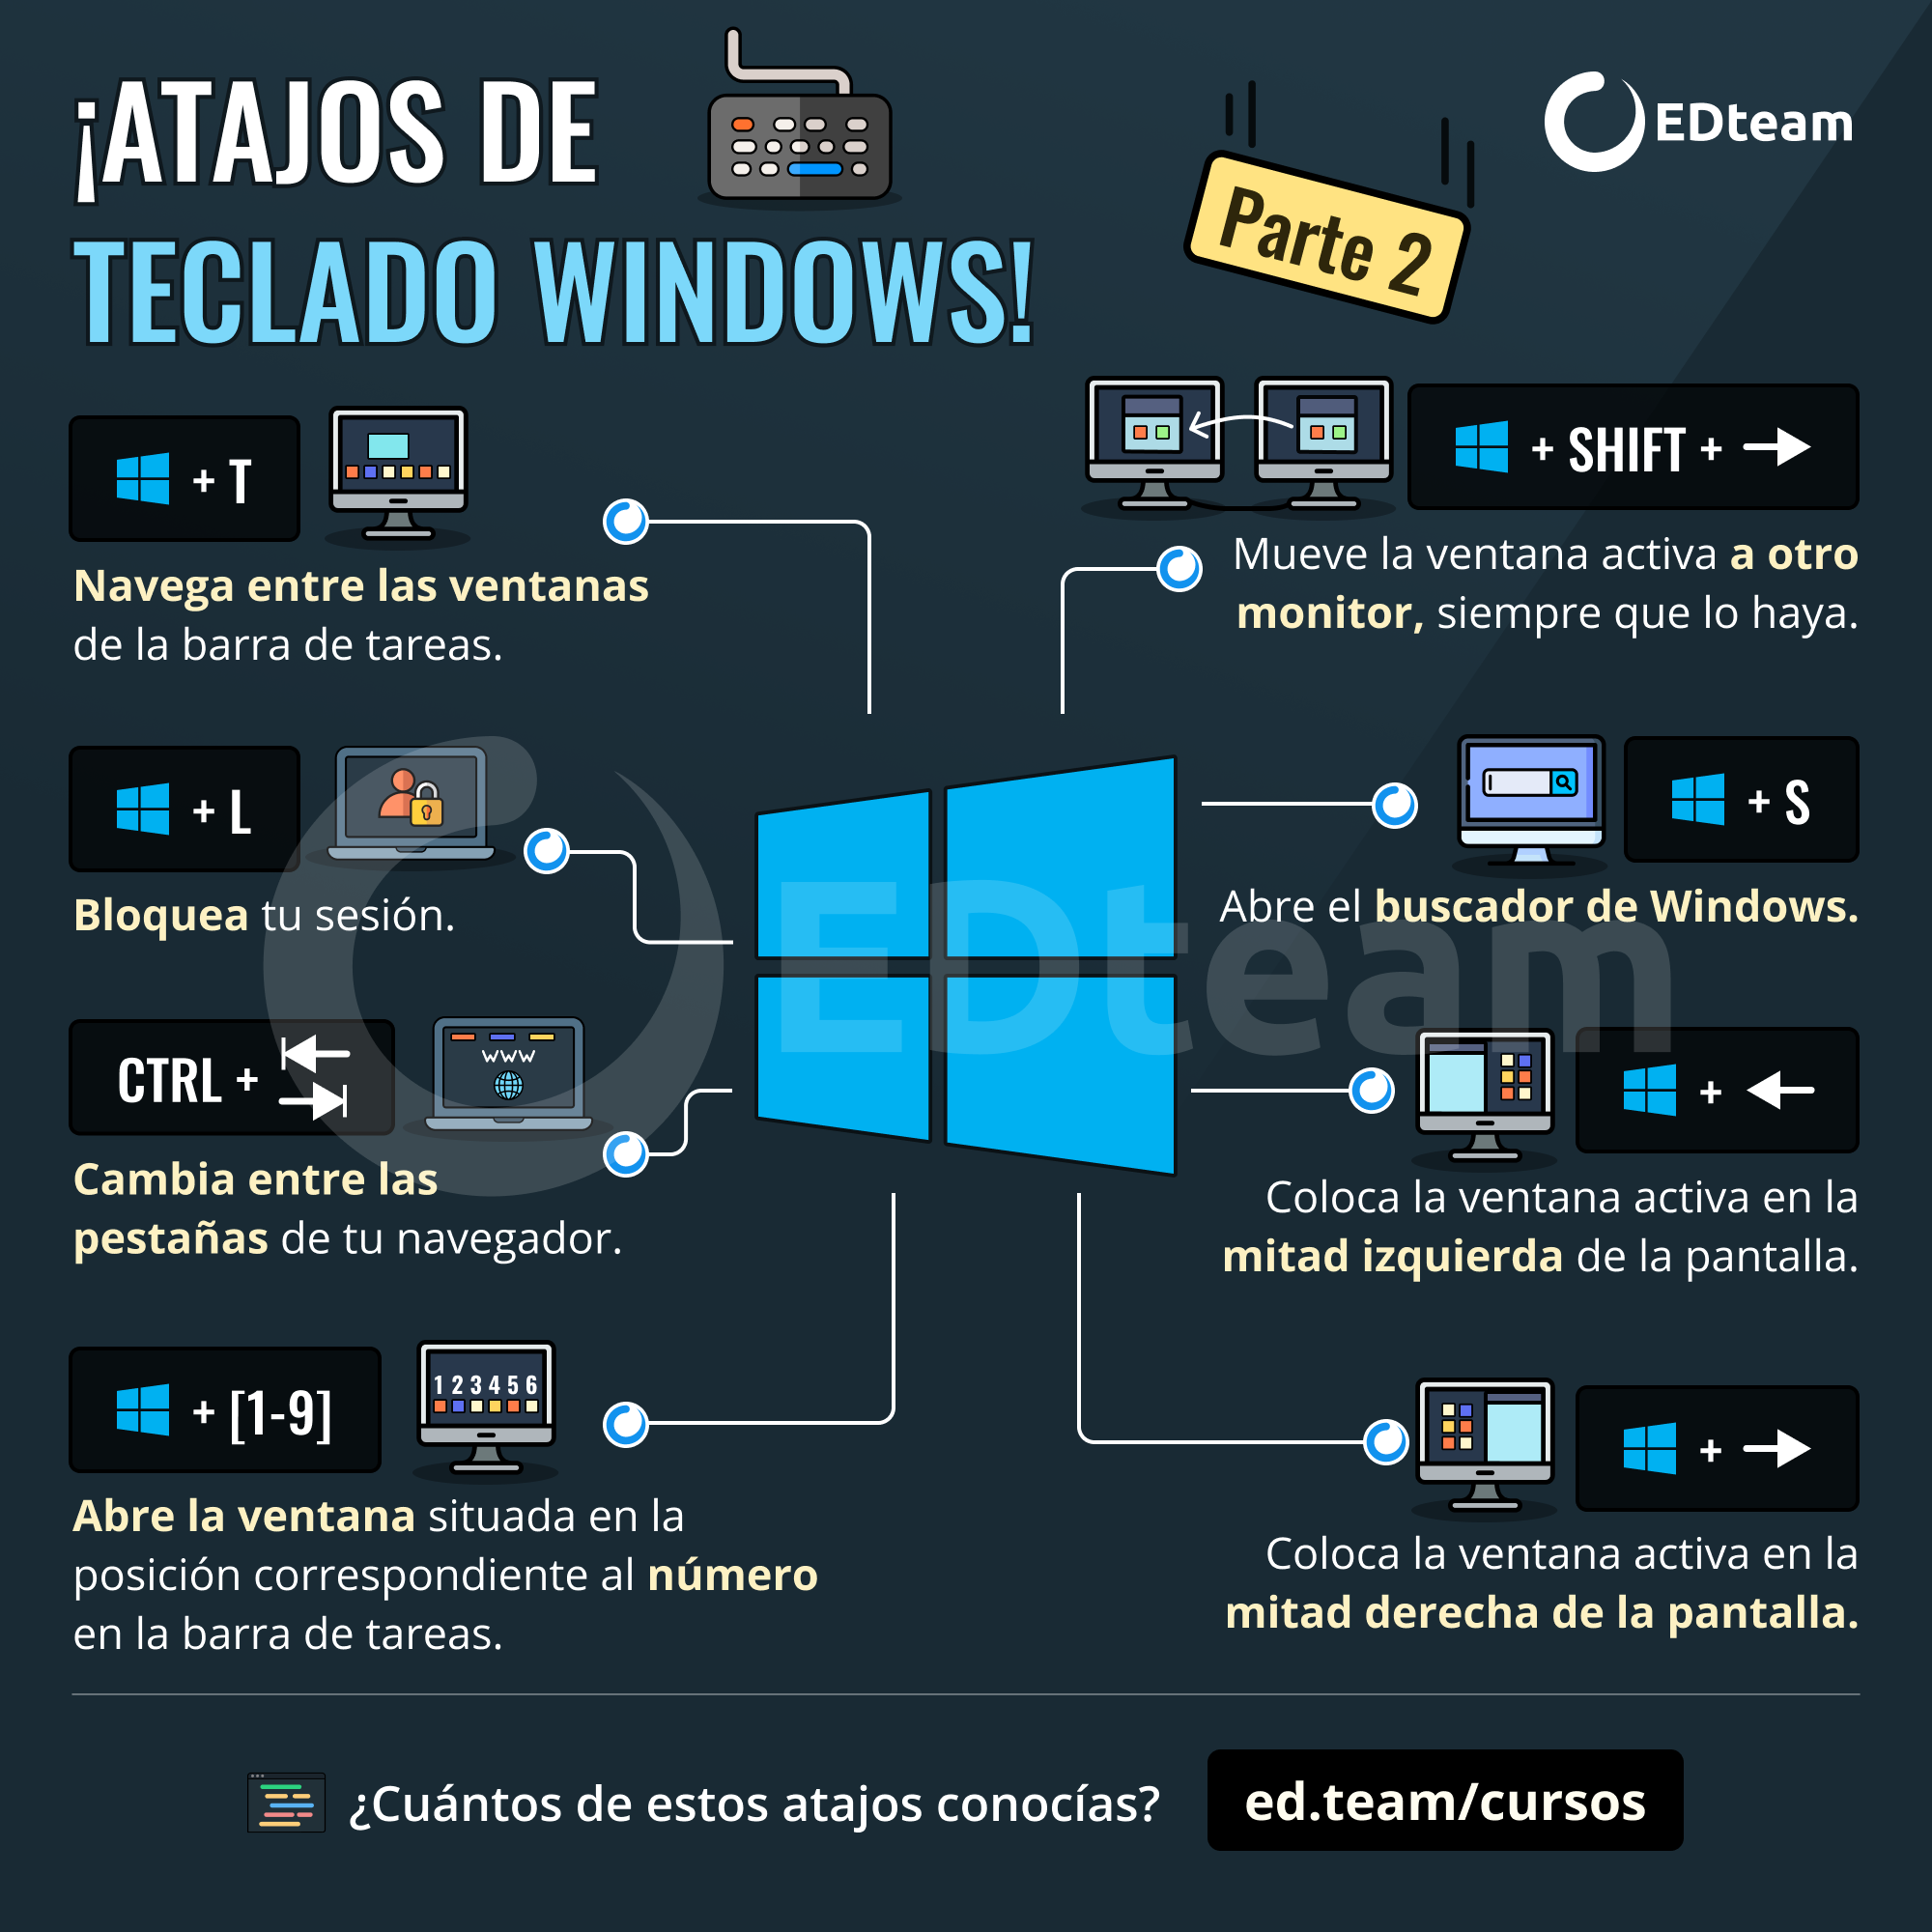 ¡ATAJOS DE
TECLADO WINDOWS!
Parte 2
EDteam
+ T
Navega entre las ventanas
de la barra de tareas.
+ L
Bloquea tu sesión.
CTRL +
WWW
Cambia entre las
pestañas de tu navegador.
+ [1-9]
1 2 3 4 5 6
Abre la ventana situada en la
posición correspondiente al número
en la barra de tareas.
+ SHIFT +
Mueve la ventana activa a otro
monitor, siempre que lo haya.
+ S
Abre el buscador de Windows.
+
Coloca la ventana activa en la
mitad izquierda de la pantalla.
+
Coloca la ventana activa en la
mitad derecha de la pantalla.
EDteam
¿Cuántos de estos atajos conocías?
ed.team/cursos